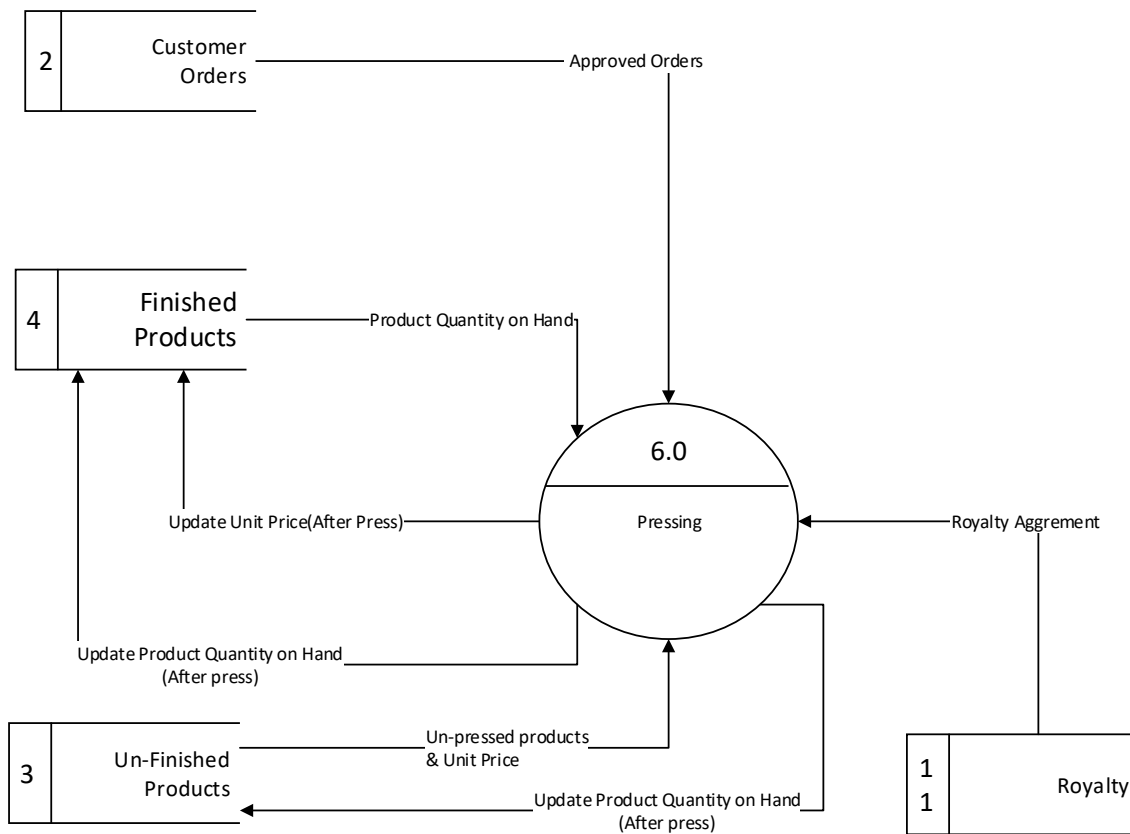 2
Customer
Orders
Approved Orders
4
Finished
Products
Product Quantity on Hand
6.0
Pressing
Update Unit Price(After Press)
Royalty Aggrement
Update Product Quantity on Hand
(After press)
3
Un-Finished
Products
Un-pressed products
& Unit Price
Update Product Quantity on Hand
(After press)
1
1
Royalty